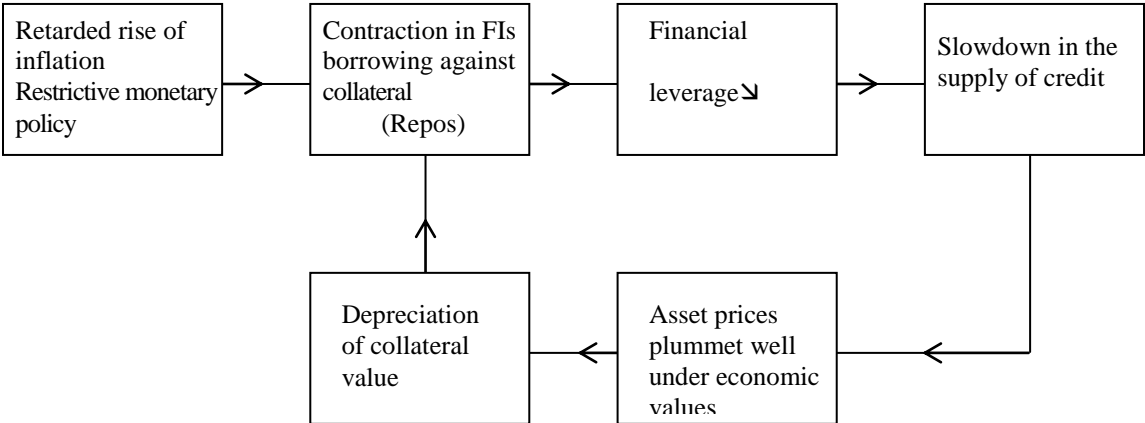 Retarded rise of
inflation
Restrictive monetary
policy
Contraction in FIs
borrowing against
collateral
(Repos)
Financial
leverage↘
Slowdown in the
supply of credit
Depreciation
of collateral
value
Asset prices
plummet well
under economic
values